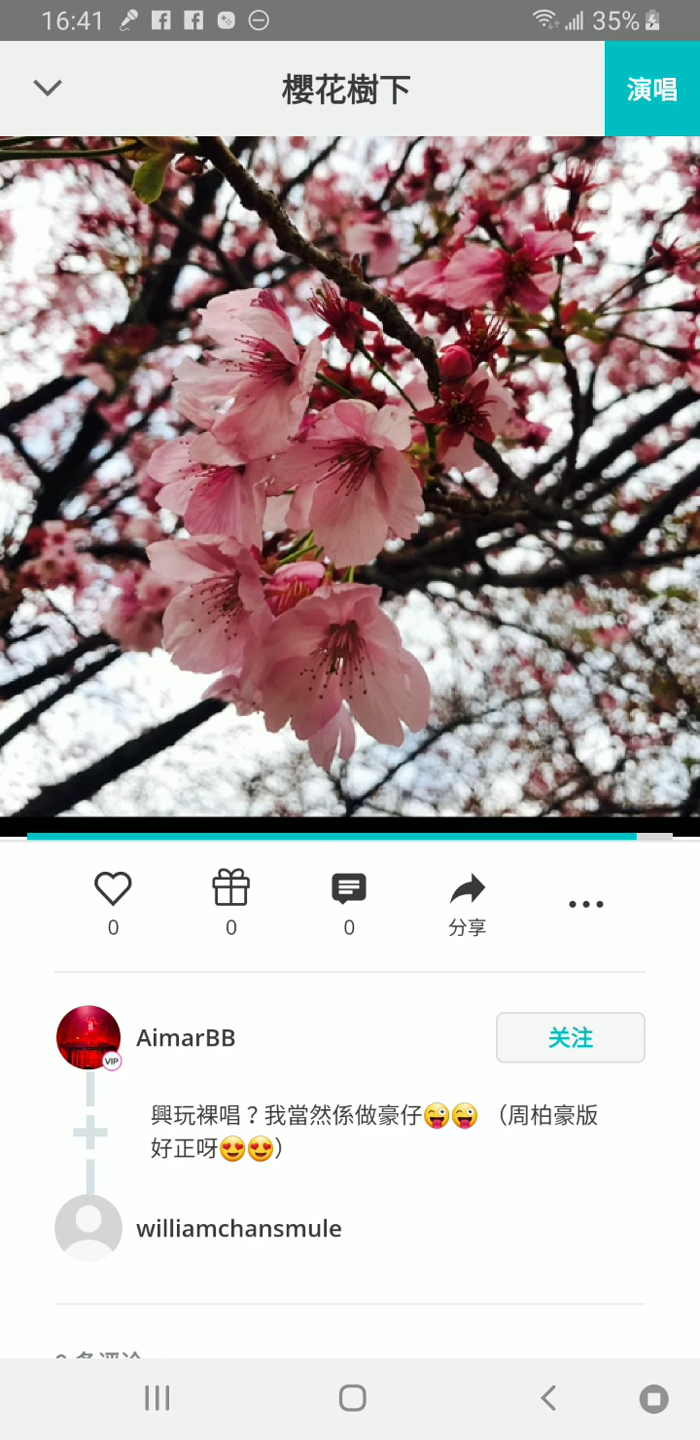 16:41
35%
櫻花樹下
演唱
0
0
0
分享
AimarBB
VIP
关注
興玩裸唱？我當然係做豪仔😜😜 （周柏豪版
好正呀😍😍）
williamchansmule